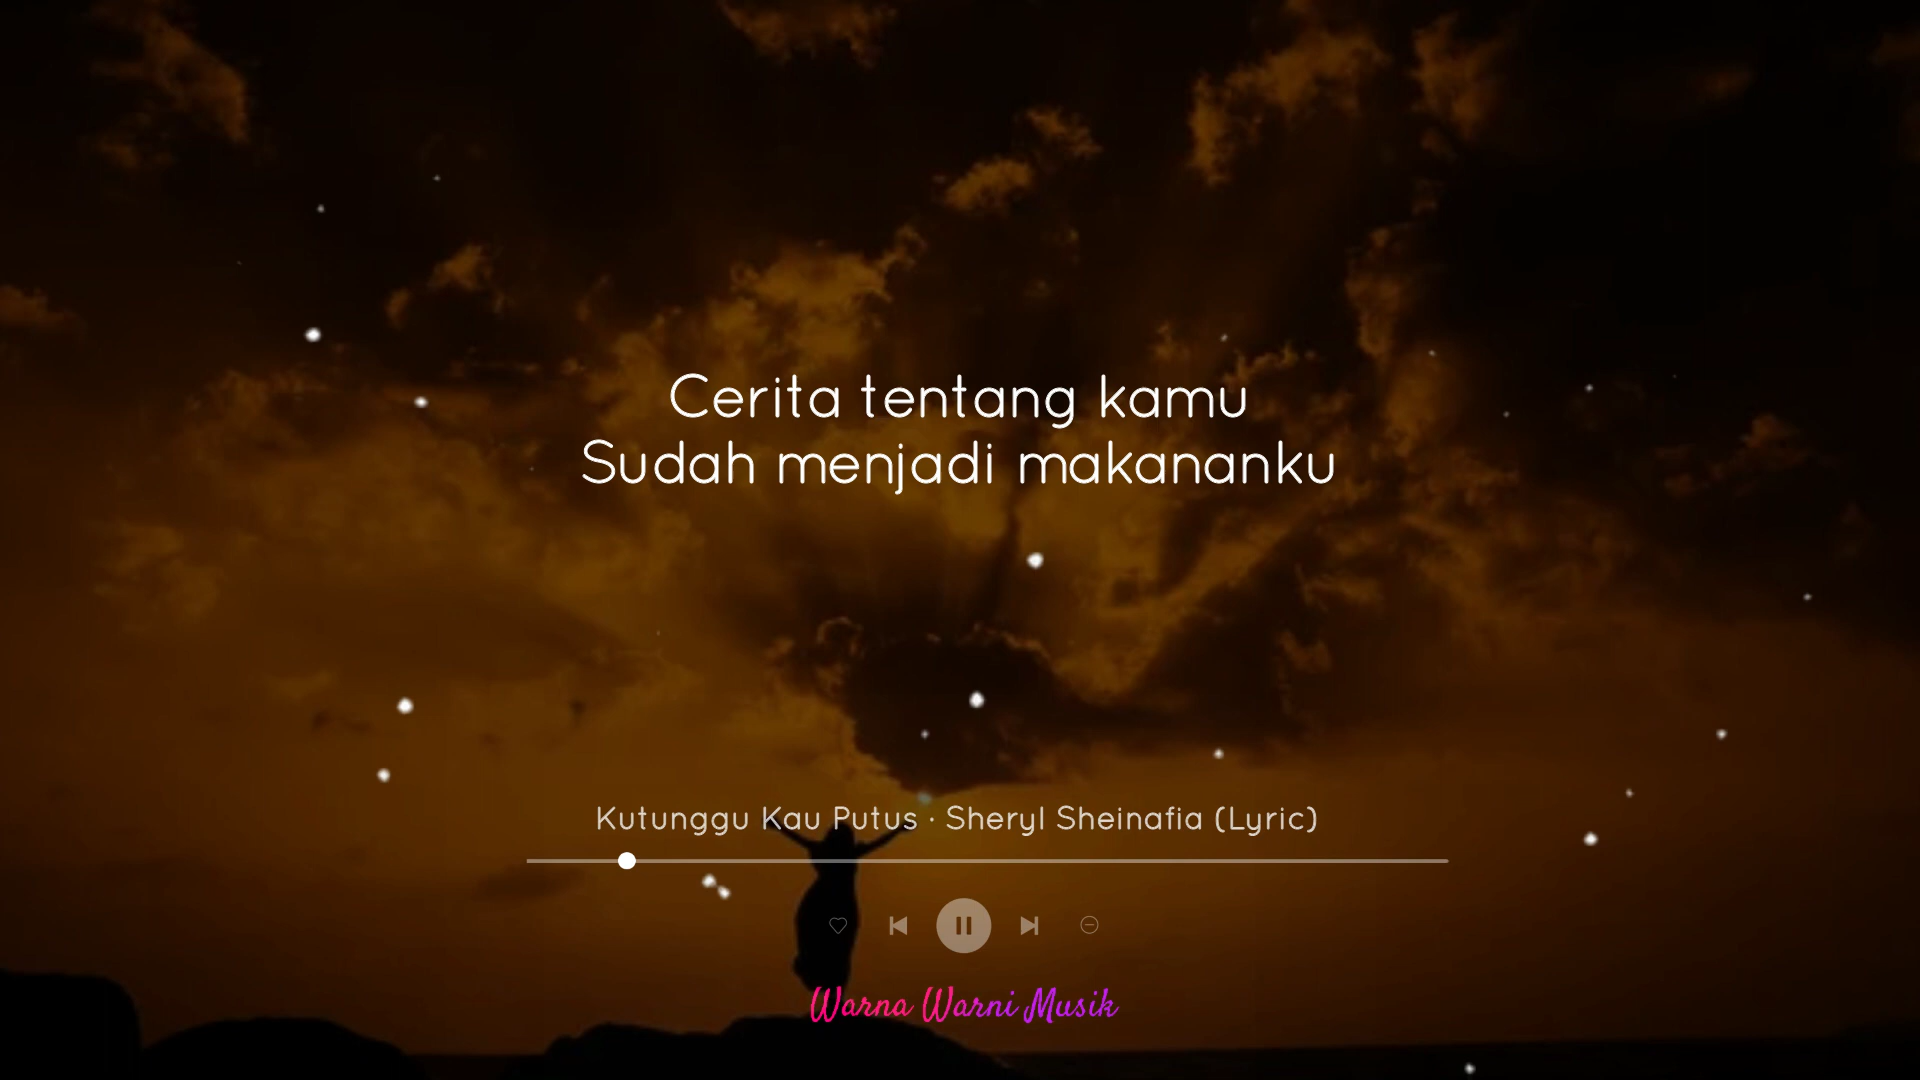 Cerita tentang kamu
Sudah menjadi makananku
Kutunggu Kau Putus · Sheryl Sheinafia (Lyric)
Warna Warni Musik